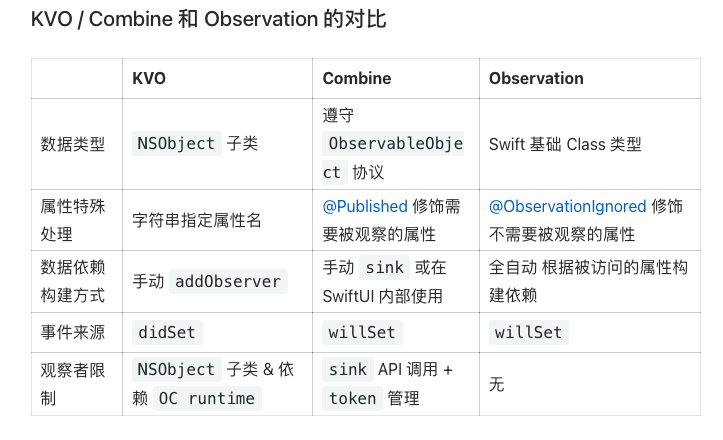 KVO / Combine 和 Observation 的对比
KVO
Combine
Observation
数据类型
NSObject 子类
遵守
ObservableObje
ct 协议
Swift 基础 Class 类型
属性特殊
处理
字符串指定属性名
@Published 修饰需
要被观察的属性
@ObservationIgnored 修饰
不需要被观察的属性
数据依赖
构建方式
手动 addObserver
手动 sink 或在
SwiftUI 内部使用
全自动 根据被访问的属性构
建依赖
事件来源
didSet
willSet
willSet
观察者限
制
NSObject 子类 & 依
赖 OC runtime
sink API 调用 +
token 管理
无